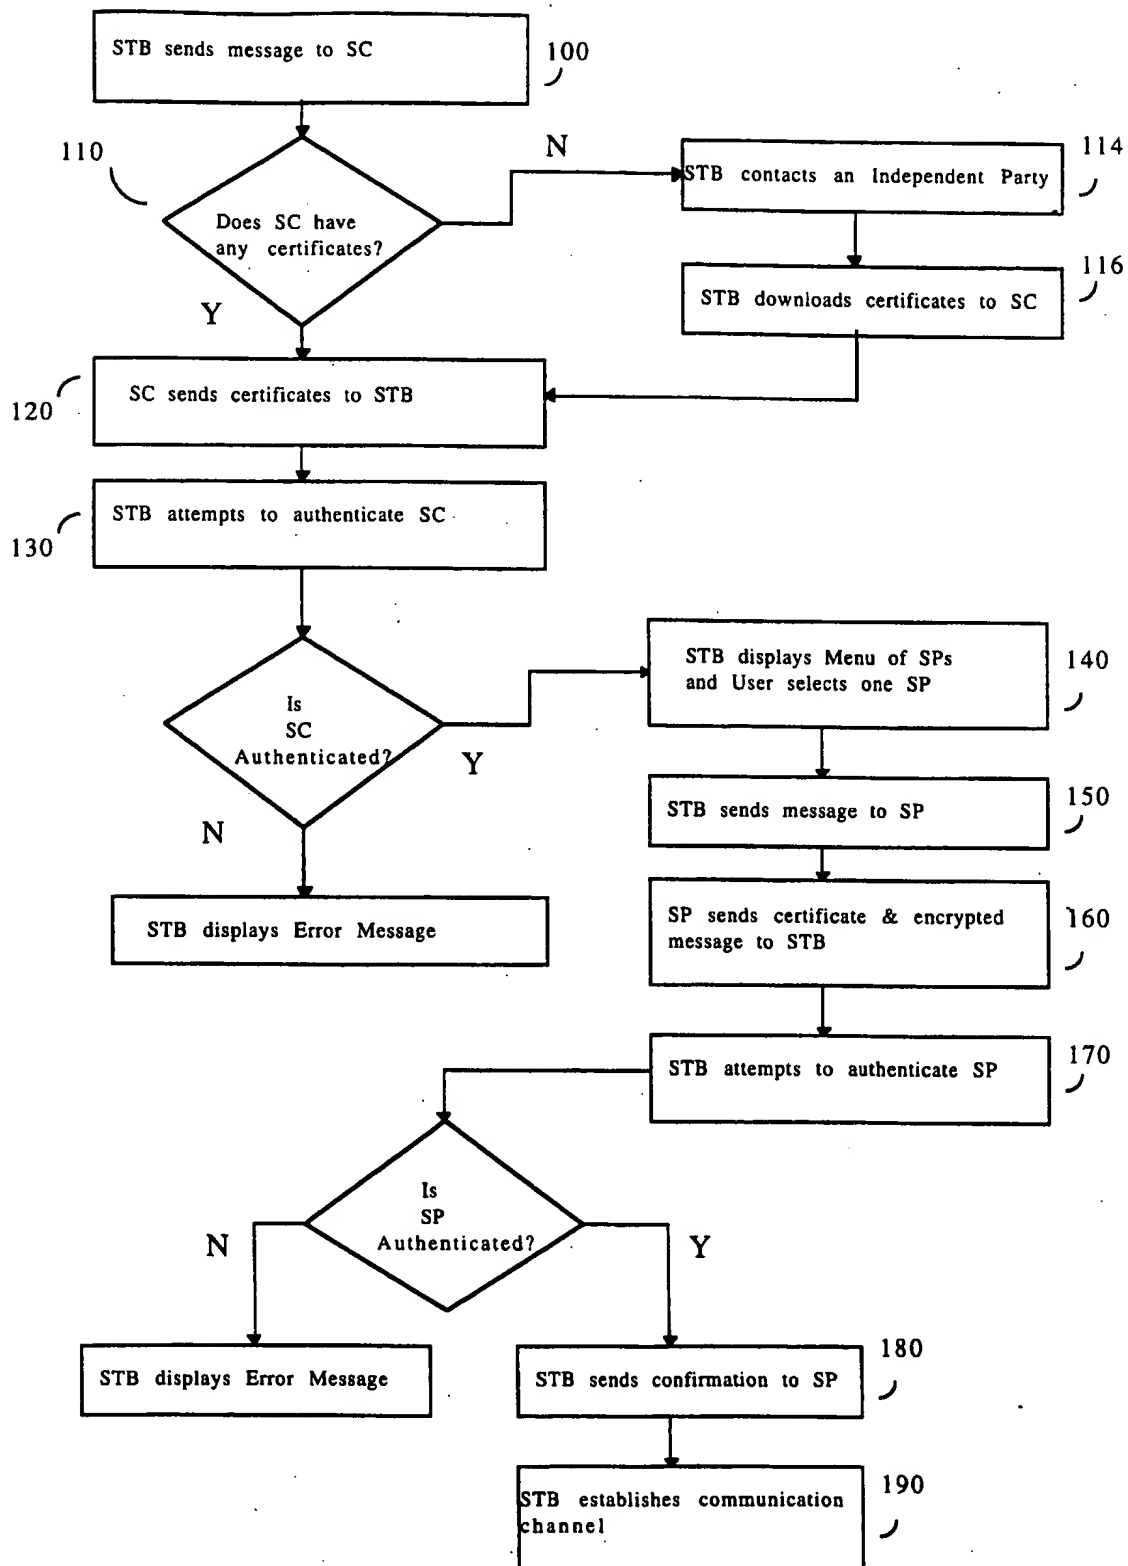 STB sends message to SC
100
110
N
114
STB contacts an Independent Party
Does SC have
any certificates?
116
STB downloads certificates to SC
Y
SC sends certificates to STB
120
STB attempts to authenticate SC
130
STB displays Menu of SPs
and User selects one SP
140
Is
SC
Authenticated?
Y
STB sends message to SP
150
N
SP sends certificate & encrypted
message to STB
160
STB displays Error Message
STB attempts to authenticate SP
170
Is
SP
Authenticated?
N
Y
STB displays Error Message
STB sends confirmation to SP
180
STB establishes communication
channel
190